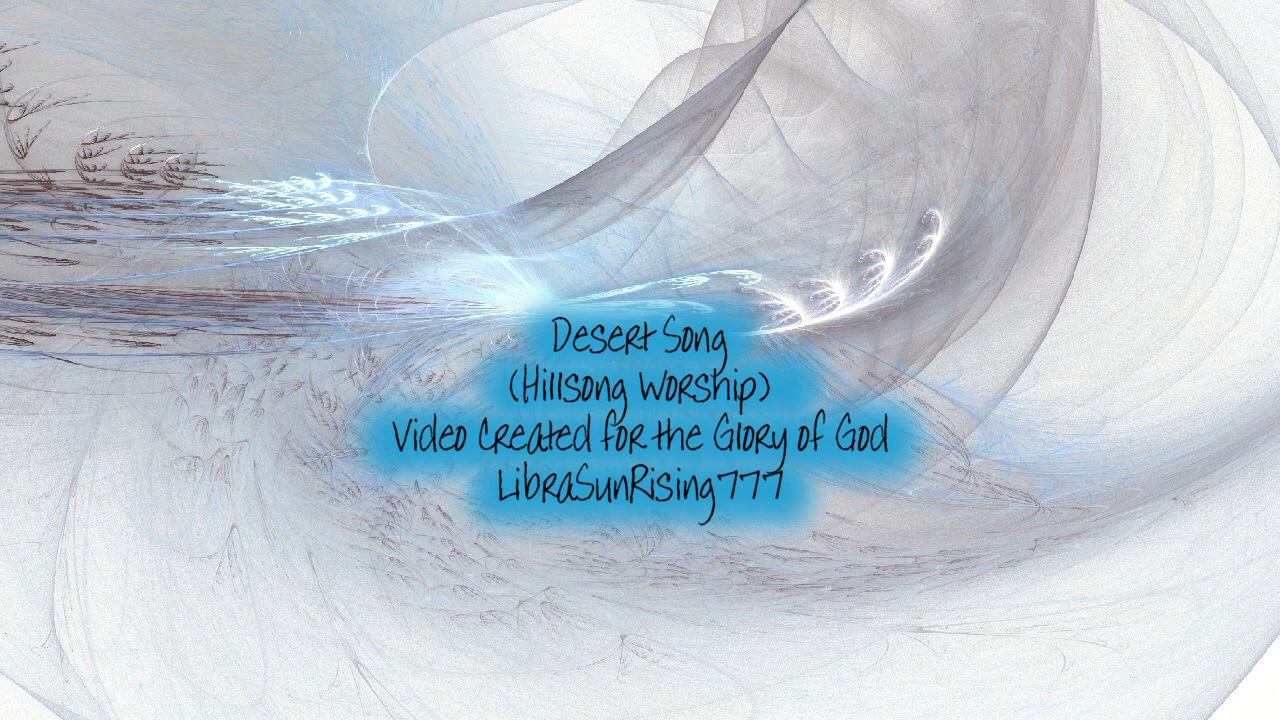 Desert Song
(Hillsong Worship)
Video Created for the Glory of God
LibraSunRising777